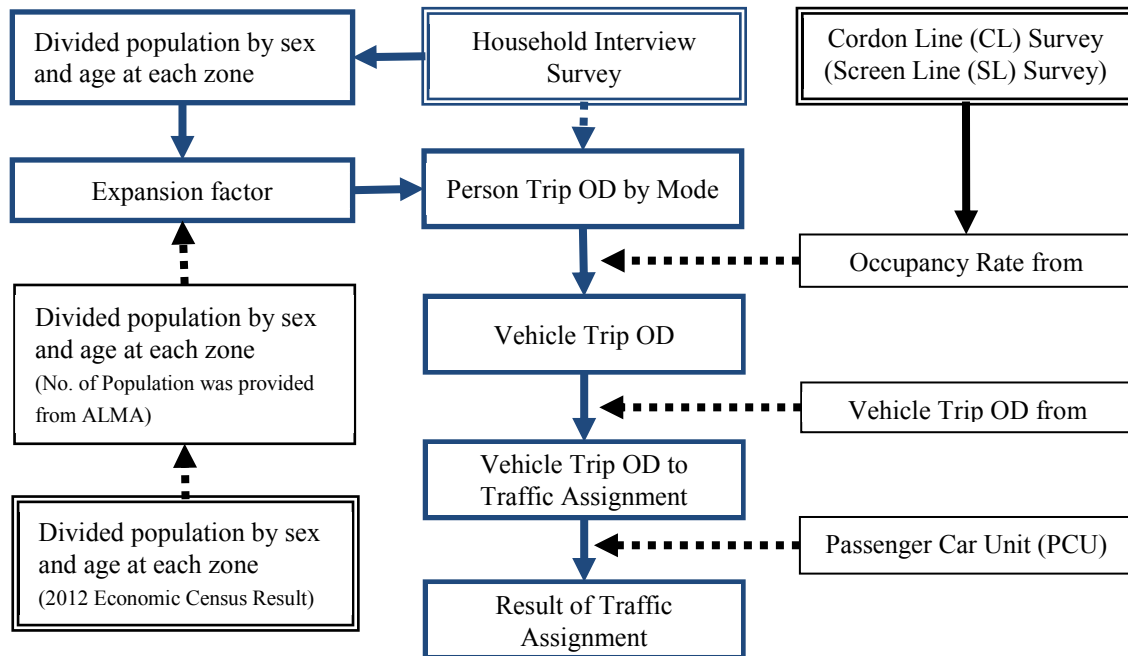 Divided population by sex
and age at each zone
Household Interview
Survey
Cordon Line (CL) Survey
(Screen Line (SL) Survey)
Expansion factor
Person Trip OD by Mode
Occupancy Rate from
Divided population by sex
and age at each zone
(No. of Population was provided
from ALMA)
Vehicle Trip OD
Vehicle Trip OD from
Vehicle Trip OD to
Traffic Assignment
Divided population by sex
and age at each zone
(2012 Economic Census Result)
Passenger Car Unit (PCU)
Result of Traffic
Assignment